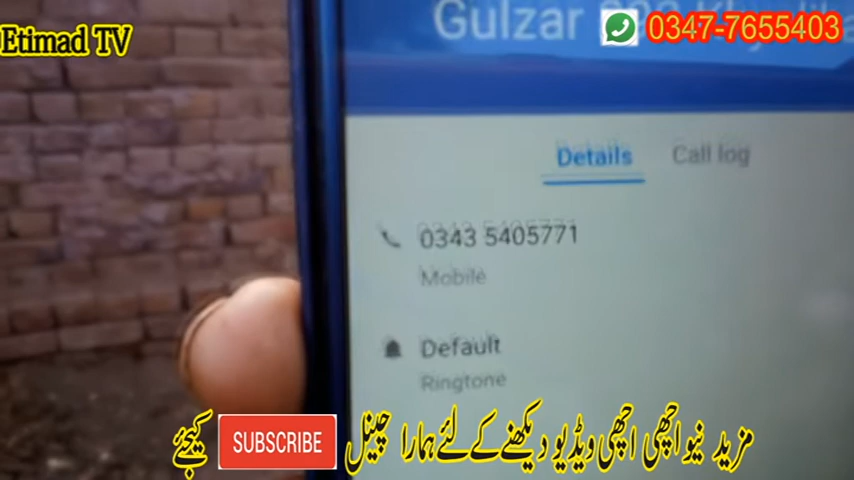 Etimad TV
Gulzar
0347-7655403
Details
Call log
0343 5405771
Mobile
Default
Ringtone
مزید نیو اچھی اچھی ویڈیو دیکھنے کے لئے ہمارا چینل SUBSCRIBE کیجئے